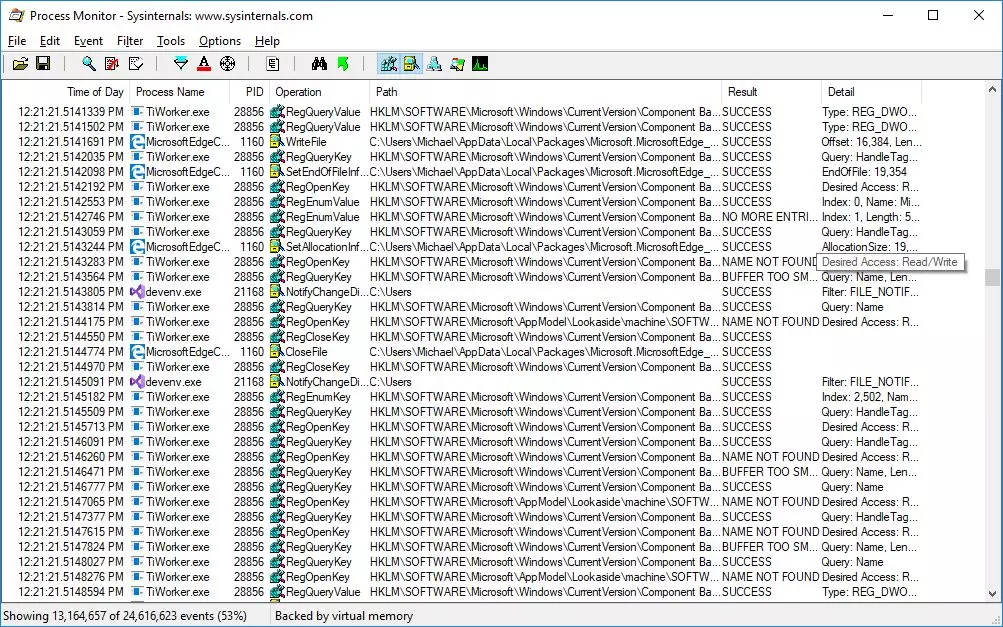 Process Monitor - Sysinternals: www.sysinternals.com
File Edit Event Filter Tools Options Help
Time of Day Process Name PID Operation Path Result Detail
12:21:21.5141339 PM TiWorker.exe 28856 RegQueryValue HKLM\SOFTWARE\Microsoft\Windows\CurrentVersion\Component Ba... SUCCESS Type: REG_DWO...
12:21:21.5141502 PM TiWorker.exe 28856 RegQueryValue HKLM\SOFTWARE\Microsoft\Windows\CurrentVersion\Component Ba... SUCCESS Type: REG_DWO...
12:21:21.5141691 PM MicrosoftEdgeC... 1160 WriteFile C:\Users\Michael\AppData\Local\Packages\Microsoft.MicrosoftEdge_... SUCCESS Offset: 16,384, Len...
12:21:21.5142035 PM TiWorker.exe 28856 RegQueryKey HKLM\SOFTWARE\Microsoft\Windows\CurrentVersion\Component Ba... SUCCESS Query: HandleTag...
12:21:21.5142098 PM MicrosoftEdgeC... 1160 SetEndOfFileInf... C:\Users\Michael\AppData\Local\Packages\Microsoft.MicrosoftEdge_... SUCCESS EndOfFile: 19,354
12:21:21.5142192 PM TiWorker.exe 28856 RegOpenKey HKLM\SOFTWARE\Microsoft\Windows\CurrentVersion\Component Ba... SUCCESS Desired Access: R...
12:21:21.5142553 PM TiWorker.exe 28856 RegEnumValue HKLM\SOFTWARE\Microsoft\Windows\CurrentVersion\Component Ba... SUCCESS Index: 0, Name: Mi...
12:21:21.5142746 PM TiWorker.exe 28856 RegEnumValue HKLM\SOFTWARE\Microsoft\Windows\CurrentVersion\Component Ba... NO MORE ENTRI... Index: 1, Length: 5...
12:21:21.5143059 PM TiWorker.exe 28856 RegQueryKey HKLM\SOFTWARE\Microsoft\Windows\CurrentVersion\Component Ba... SUCCESS Query: HandleTag...
12:21:21.5143244 PM MicrosoftEdgeC... 1160 SetAllocationInf... C:\Users\Michael\AppData\Local\Packages\Microsoft.MicrosoftEdge_... SUCCESS AllocationSize: 19,...
12:21:21.5143283 PM TiWorker.exe 28856 RegOpenKey HKLM\SOFTWARE\Microsoft\Windows\CurrentVersion\Component Ba... NAME NOT FOUND Desired Access: Read/Write
12:21:21.5143564 PM TiWorker.exe 28856 RegQueryKey HKLM\SOFTWARE\Microsoft\Windows\CurrentVersion\Component Ba... BUFFER TOO SM... Query: Name, Len...
12:21:21.5143805 PM devenv.exe 21168 NotifyChangeDi... C:\Users SUCCESS Filter: FILE_NOTIF...
12:21:21.5143814 PM TiWorker.exe 28856 RegQueryKey HKLM\SOFTWARE\Microsoft\Windows\CurrentVersion\Component Ba... SUCCESS Query: Name
12:21:21.5144175 PM TiWorker.exe 28856 RegOpenKey HKLM\SOFTWARE\Microsoft\AppModel\Lookaside\machine\SOFTW... NAME NOT FOUND Desired Access: R...
12:21:21.5144550 PM TiWorker.exe 28856 RegCloseKey HKLM\SOFTWARE\Microsoft\Windows\CurrentVersion\Component Ba... SUCCESS
12:21:21.5144774 PM MicrosoftEdgeC... 1160 CloseFile C:\Users\Michael\AppData\Local\Packages\Microsoft.MicrosoftEdge_... SUCCESS
12:21:21.5144970 PM TiWorker.exe 28856 RegCloseKey HKLM\SOFTWARE\Microsoft\Windows\CurrentVersion\Component Ba... SUCCESS
12:21:21.5145091 PM devenv.exe 21168 NotifyChangeDi... C:\Users SUCCESS Filter: FILE_NOTIF...
12:21:21.5145182 PM TiWorker.exe 28856 RegEnumKey HKLM\SOFTWARE\Microsoft\Windows\CurrentVersion\Component Ba... SUCCESS Index: 2,502, Nam...
12:21:21.5145509 PM TiWorker.exe 28856 RegQueryKey HKLM\SOFTWARE\Microsoft\Windows\CurrentVersion\Component Ba... SUCCESS Query: HandleTag...
12:21:21.5145713 PM TiWorker.exe 28856 RegOpenKey HKLM\SOFTWARE\Microsoft\Windows\CurrentVersion\Component Ba... SUCCESS Desired Access: R...
12:21:21.5146091 PM TiWorker.exe 28856 RegQueryKey HKLM\SOFTWARE\Microsoft\Windows\CurrentVersion\Component Ba... SUCCESS Query: HandleTag...
12:21:21.5146260 PM TiWorker.exe 28856 RegOpenKey HKLM\SOFTWARE\Microsoft\Windows\CurrentVersion\Component Ba... NAME NOT FOUND Desired Access: R...
12:21:21.5146471 PM TiWorker.exe 28856 RegQueryKey HKLM\SOFTWARE\Microsoft\Windows\CurrentVersion\Component Ba... BUFFER TOO SM... Query: Name, Len...
12:21:21.5146777 PM TiWorker.exe 28856 RegQueryKey HKLM\SOFTWARE\Microsoft\Windows\CurrentVersion\Component Ba... SUCCESS Query: Name
12:21:21.5147065 PM TiWorker.exe 28856 RegOpenKey HKLM\SOFTWARE\Microsoft\AppModel\Lookaside\machine\SOFTW... NAME NOT FOUND Desired Access: R...
12:21:21.5147377 PM TiWorker.exe 28856 RegQueryKey HKLM\SOFTWARE\Microsoft\Windows\CurrentVersion\Component Ba... SUCCESS Query: HandleTag...
12:21:21.5147615 PM TiWorker.exe 28856 RegOpenKey HKLM\SOFTWARE\Microsoft\Windows\CurrentVersion\Component Ba... NAME NOT FOUND Desired Access: R...
12:21:21.5147824 PM TiWorker.exe 28856 RegQueryKey HKLM\SOFTWARE\Microsoft\Windows\CurrentVersion\Component Ba... BUFFER TOO SM... Query: Name, Len...
12:21:21.5148027 PM TiWorker.exe 28856 RegQueryKey HKLM\SOFTWARE\Microsoft\Windows\CurrentVersion\Component Ba... SUCCESS Query: Name
12:21:21.5148276 PM TiWorker.exe 28856 RegOpenKey HKLM\SOFTWARE\Microsoft\AppModel\Lookaside\machine\SOFTW... NAME NOT FOUND Desired Access: R...
12:21:21.5148594 PM TiWorker.exe 28856 RegQueryValue HKLM\SOFTWARE\Microsoft\Windows\CurrentVersion\Component Ba... SUCCESS Type: REG_DWO...
Showing 13,164,657 of 24,616,623 events (53%) Backed by virtual memory